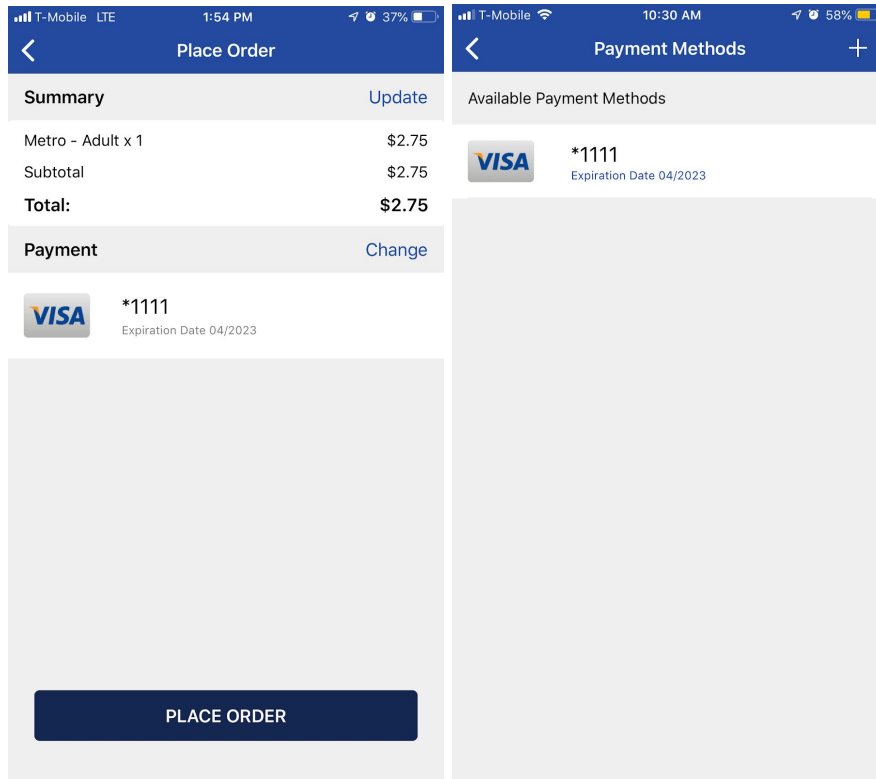 T-Mobile LTE 1:54 PM 37%
Place Order
Summary Update
Metro - Adult x 1 $2.75
Subtotal $2.75
Total: $2.75
Payment Change
VISA *1111
Expiration Date 04/2023
PLACE ORDER
T-Mobile 10:30 AM 58%
Payment Methods +
Available Payment Methods
VISA *1111
Expiration Date 04/2023